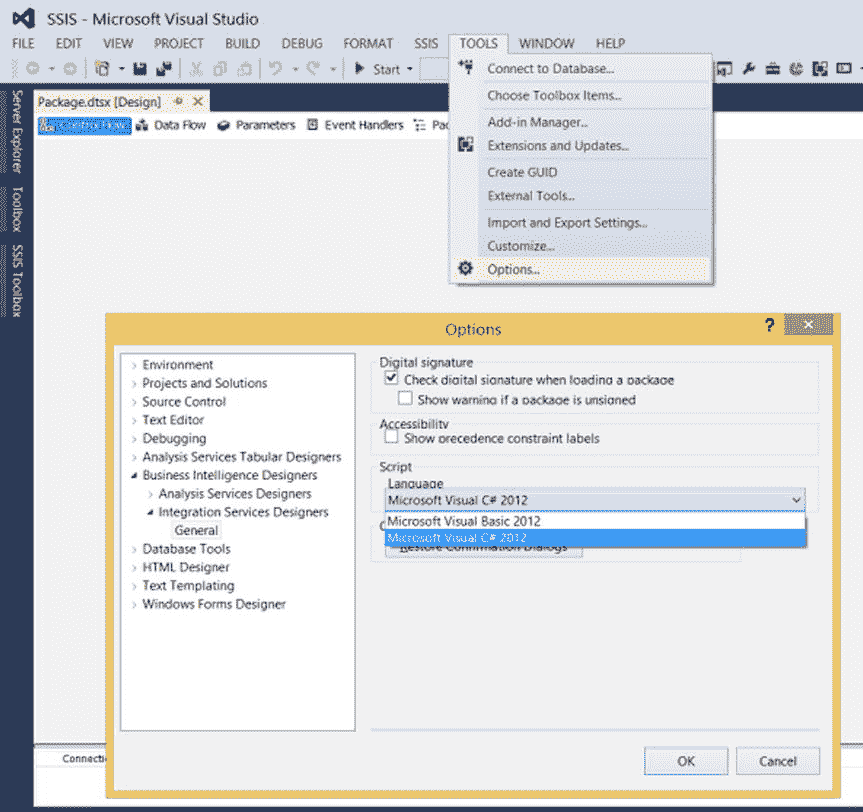 SSIS - Microsoft Visual Studio
FILE EDIT VIEW PROJECT BUILD DEBUG FORMAT SSIS TOOLS WINDOW HELP
Start
Connect to Database...
Choose Toolbox Items...
Add-in Manager...
Extensions and Updates...
Create GUID
External Tools...
Import and Export Settings...
Customize...
Options...
Package.dtsx [Design]
Data Flow Parameters Event Handlers Pac
Server Explorer
Toolbox
SSIS Toolbox
Options
?
Environment
Projects and Solutions
Source Control
Text Editor
Debugging
Analysis Services Tabular Designers
Business Intelligence Designers
Analysis Services Designers
Integration Services Designers
General
Database Tools
HTML Designer
Text Templating
Windows Forms Designer
Digital signature
Check digital signature when loading a package
Show warning if a package is unsigned
Accessibility
Show precedence constraint labels
Script
Language
Microsoft Visual C# 2012
Microsoft Visual Basic 2012
Microsoft Visual C# 2012
Restore Confirmation Dialogs
OK Cancel
Connecti